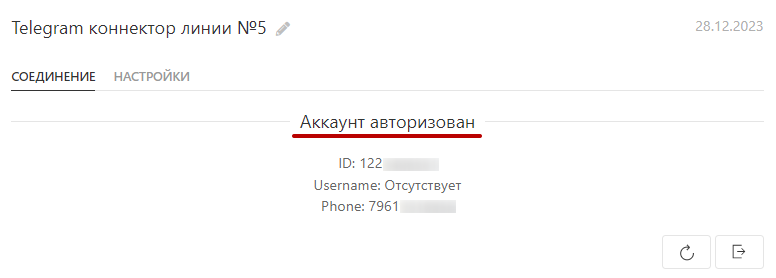 Telegram коннектор линии №5
28.12.2023
СОЕДИНЕНИЕ НАСТРОЙКИ
Аккаунт авторизован
ID: 122
Username: Отсутствует
Phone: 7961